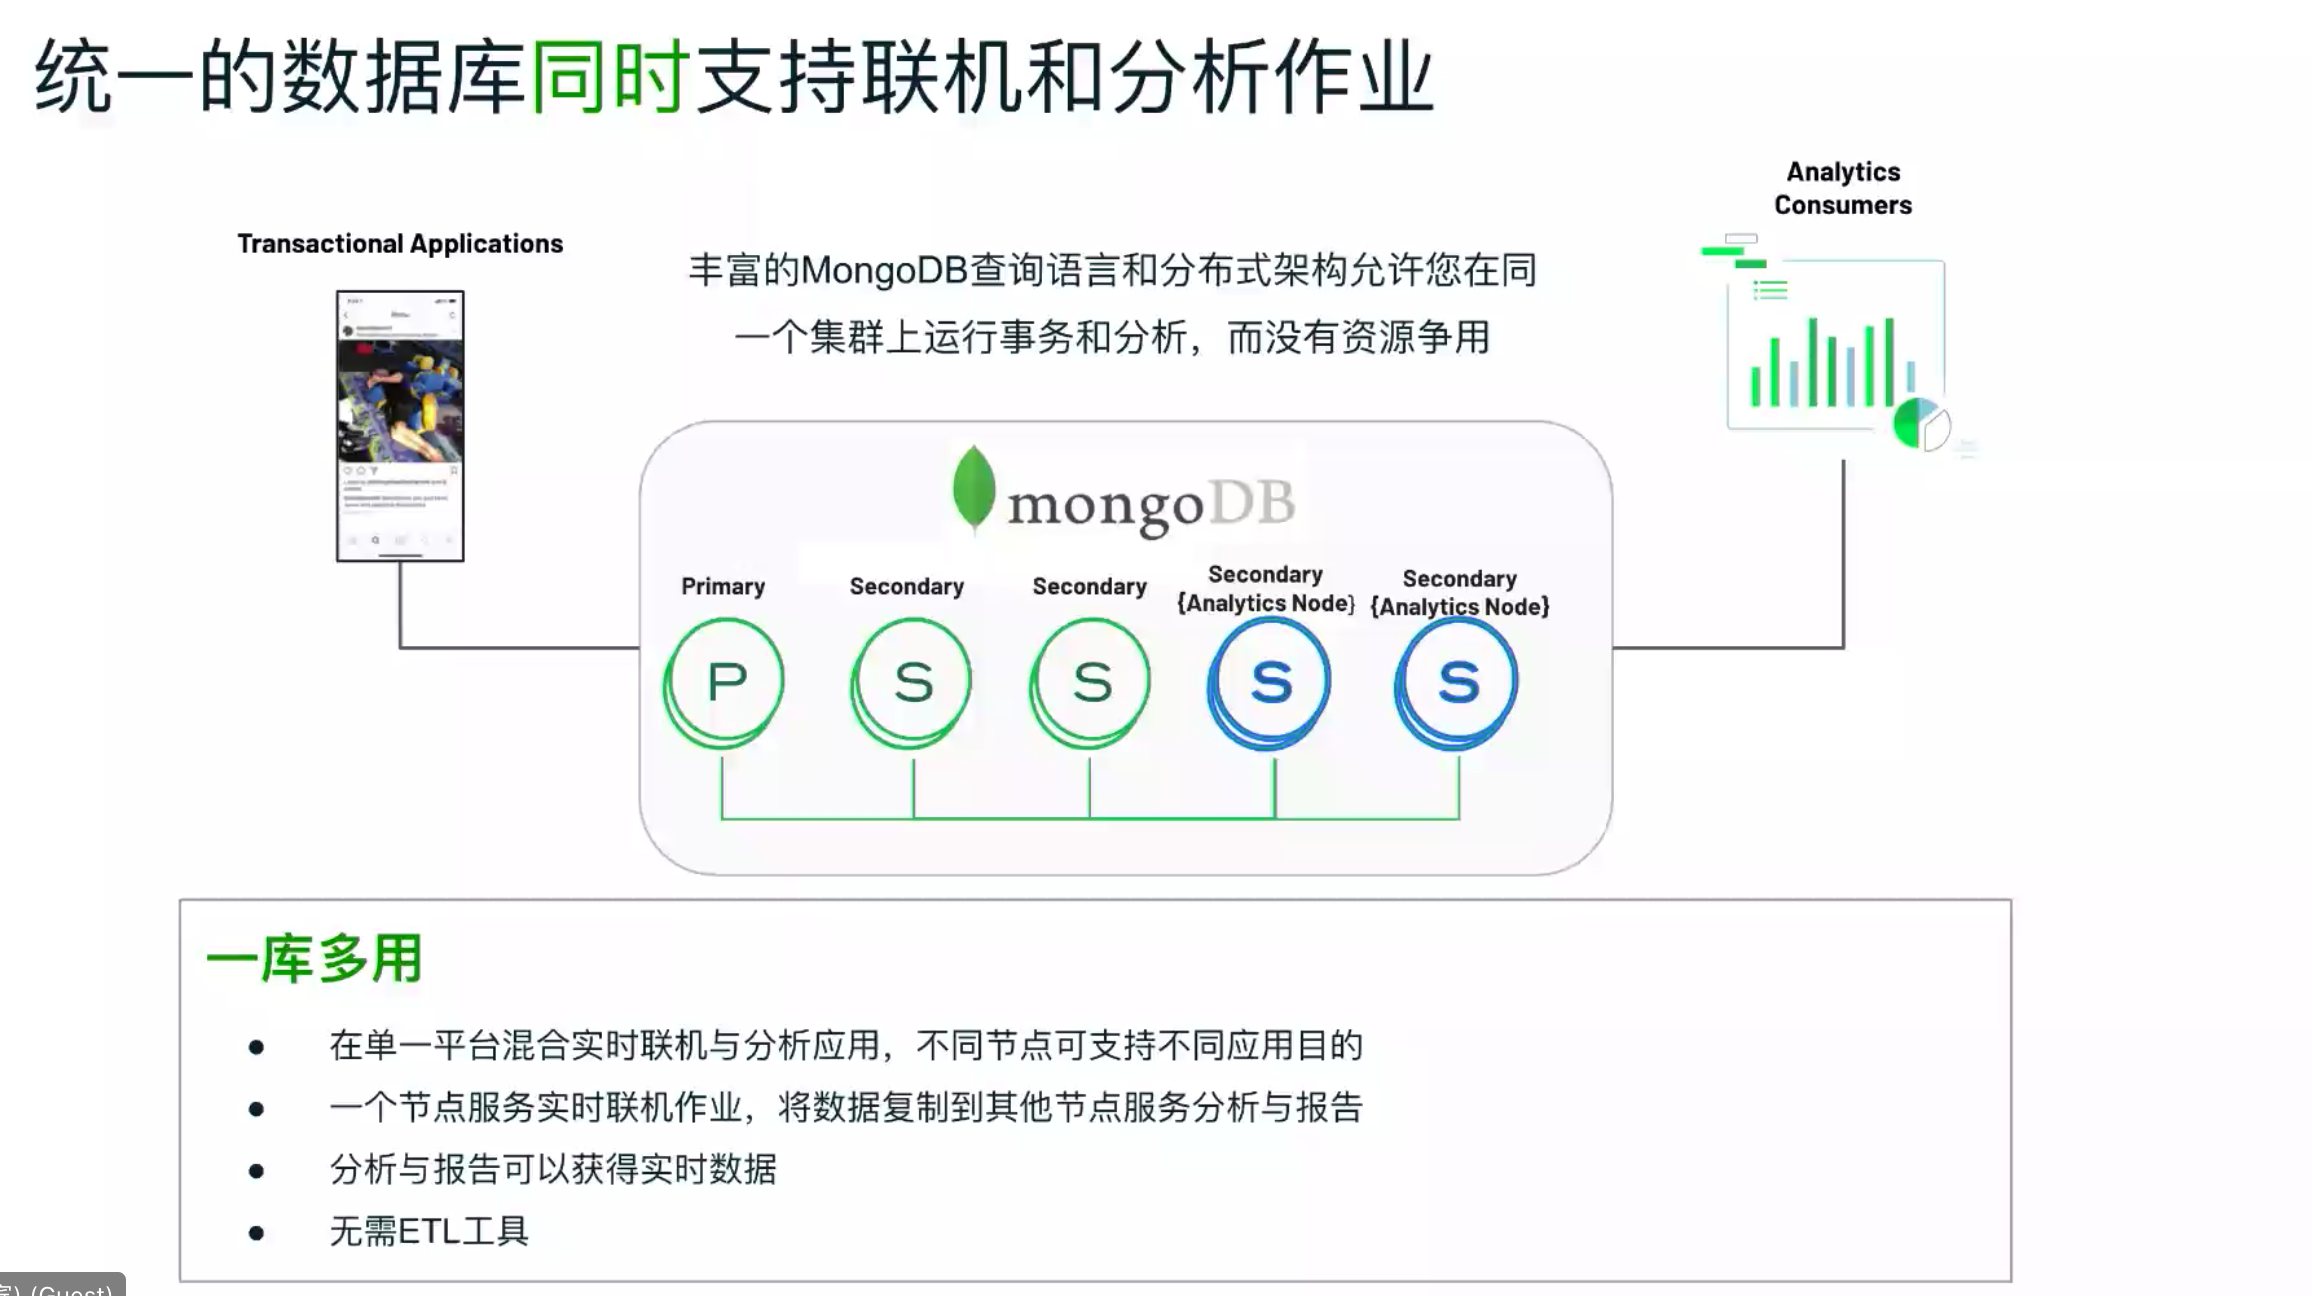 统一的数据库同时支持联机和分析作业
Analytics
Consumers
Transactional Applications
丰富的MongoDB查询语言和分布式架构允许您在同
一个集群上运行事务和分析，而没有资源争用
mongoDB
Primary
Secondary
Secondary
Secondary
{Analytics Node}
Secondary
{Analytics Node}
P
S
S
S
S
一库多用
● 在单一平台混合实时联机与分析应用，不同节点可支持不同应用目的
● 一个节点服务实时联机作业，将数据复制到其他节点服务分析与报告
● 分析与报告可以获得实时数据
● 无需ETL工具
(Guest)